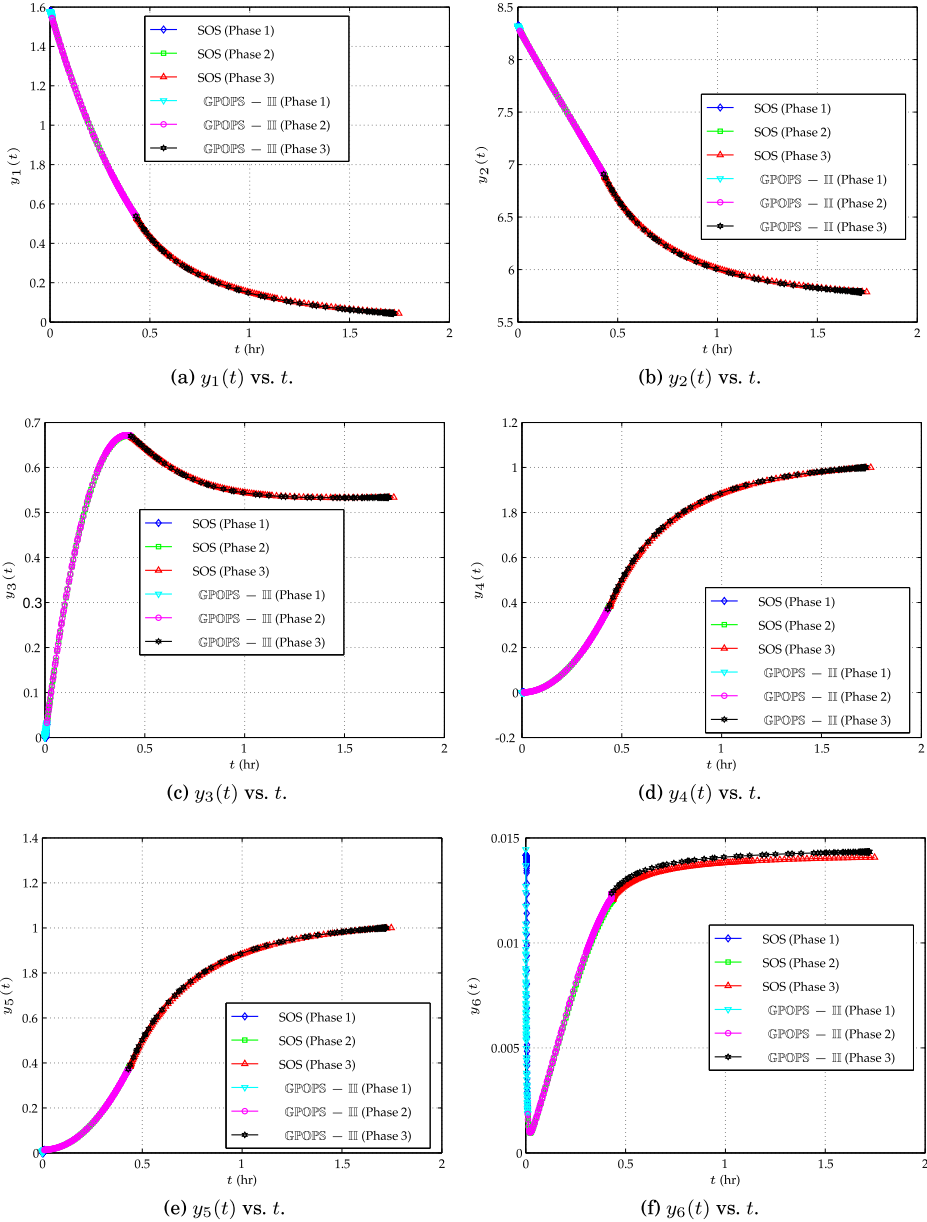 1.6
1.4
1.2
1
1.8
0.6
0.4
0.2
0
y₁(t)
SOS (Phase 1)
SOS (Phase 2)
SOS (Phase 3)
𝔾ℙ𝕆ℙ𝕊 − 𝕀𝕀 (Phase 1)
𝔾ℙ𝕆ℙ𝕊 − 𝕀𝕀 (Phase 2)
𝔾ℙ𝕆ℙ𝕊 − 𝕀𝕀 (Phase 3)
0 0.5 1 1.5 2
t (hr)
(a) y₁(t) vs. t.
8.5
8
7.5
7
6.5
6
5.5
y₂(t)
SOS (Phase 1)
SOS (Phase 2)
SOS (Phase 3)
𝔾ℙ𝕆ℙ𝕊 − 𝕀𝕀 (Phase 1)
𝔾ℙ𝕆ℙ𝕊 − 𝕀𝕀 (Phase 2)
𝔾ℙ𝕆ℙ𝕊 − 𝕀𝕀 (Phase 3)
0 0.5 1 1.5 2
t (hr)
(b) y₂(t) vs. t.
0.7
0.6
0.5
0.4
0.3
0.2
0.1
0
y₃(t)
SOS (Phase 1)
SOS (Phase 2)
SOS (Phase 3)
𝔾ℙ𝕆ℙ𝕊 − 𝕀𝕀 (Phase 1)
𝔾ℙ𝕆ℙ𝕊 − 𝕀𝕀 (Phase 2)
𝔾ℙ𝕆ℙ𝕊 − 𝕀𝕀 (Phase 3)
0 0.5 1 1.5 2
t (hr)
(c) y₃(t) vs. t.
1.2
1
1.8
0.6
0.4
0.2
0
-0.2
y₄(t)
SOS (Phase 1)
SOS (Phase 2)
SOS (Phase 3)
𝔾ℙ𝕆ℙ𝕊 − 𝕀𝕀 (Phase 1)
𝔾ℙ𝕆ℙ𝕊 − 𝕀𝕀 (Phase 2)
𝔾ℙ𝕆ℙ𝕊 − 𝕀𝕀 (Phase 3)
0 0.5 1 1.5 2
t (hr)
(d) y₄(t) vs. t.
1.4
1.2
1
1.8
0.6
0.4
0.2
0
y₅(t)
SOS (Phase 1)
SOS (Phase 2)
SOS (Phase 3)
𝔾ℙ𝕆ℙ𝕊 − 𝕀𝕀 (Phase 1)
𝔾ℙ𝕆ℙ𝕊 − 𝕀𝕀 (Phase 2)
𝔾ℙ𝕆ℙ𝕊 − 𝕀𝕀 (Phase 3)
0 0.5 1 1.5 2
t (hr)
(e) y₅(t) vs. t.
0.015
0.01
0.005
0
y₆(t)
SOS (Phase 1)
SOS (Phase 2)
SOS (Phase 3)
𝔾ℙ𝕆ℙ𝕊 − 𝕀𝕀 (Phase 1)
𝔾ℙ𝕆ℙ𝕊 − 𝕀𝕀 (Phase 2)
𝔾ℙ𝕆ℙ𝕊 − 𝕀𝕀 (Phase 3)
0 0.5 1 1.5 2
t (hr)
(f) y₆(t) vs. t.